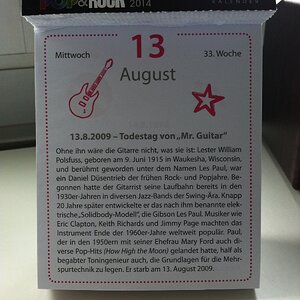 POP & ROCK 2014
KALENDER
Mittwoch
13
33. Woche
August
13.8.2009 – Todestag von „Mr. Guitar“
Ohne ihn wäre die Gitarre nicht, was sie ist: Lester William
Polsfuss, geboren am 9. Juni 1915 in Waukesha, Wisconsin,
und berühmt geworden unter dem Namen Les Paul, war
ein Daniel Düsentrieb der frühen Rock- und Popjahre. Be-
gonnen hatte der Gitarrist seine Laufbahn bereits in den
1930er-Jahren in diversen Jazz-Bands der Swing-Ära. Knapp
20 Jahre später entwickelte er das nach ihm benannte elek-
trische „Solidbody-Modell“, die Gibson Les Paul. Musiker wie
Eric Clapton, Keith Richards und Jimmy Page machten das
Instrument Ende der 1960er-Jahre weltweit populär. Paul,
der in den 1950ern mit seiner Ehefrau Mary Ford auch di-
verse Pop-Hits (How High the Moon) gelandet hatte, half als
begabter Toningenieur auch, die Grundlagen für die Mehr-
spurtechnik zu legen. Er starb am 13. August 2009.